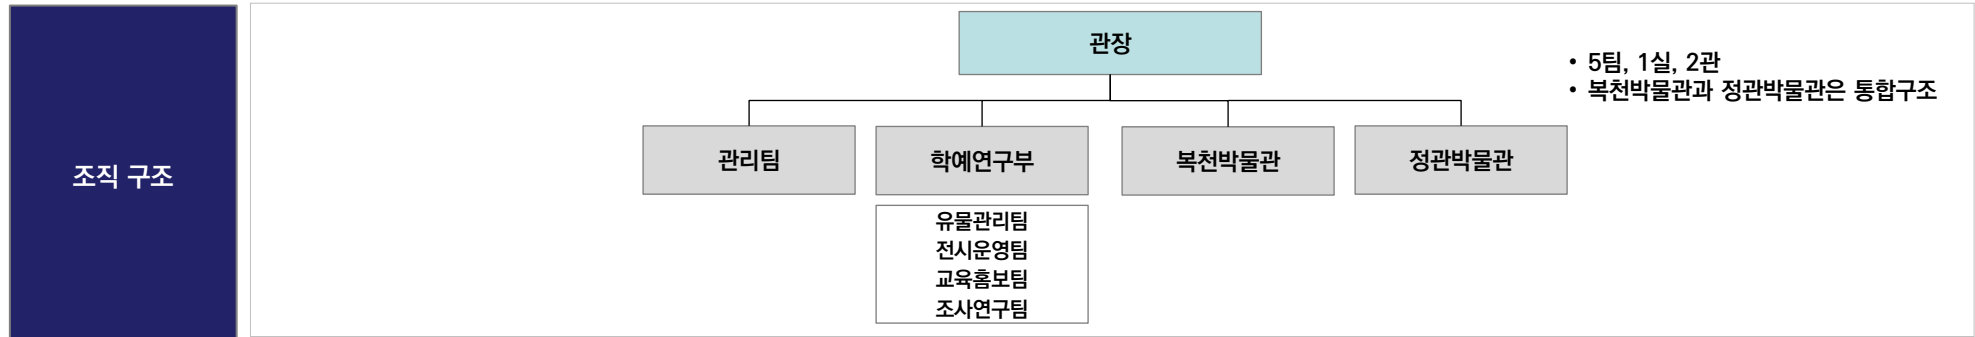 조직 구조
관장
• 5팀, 1실, 2관
• 복천박물관과 정관박물관은 통합구조
관리팀
학예연구부
복천박물관
정관박물관
유물관리팀
전시운영팀
교육홈보팀
조사연구팀